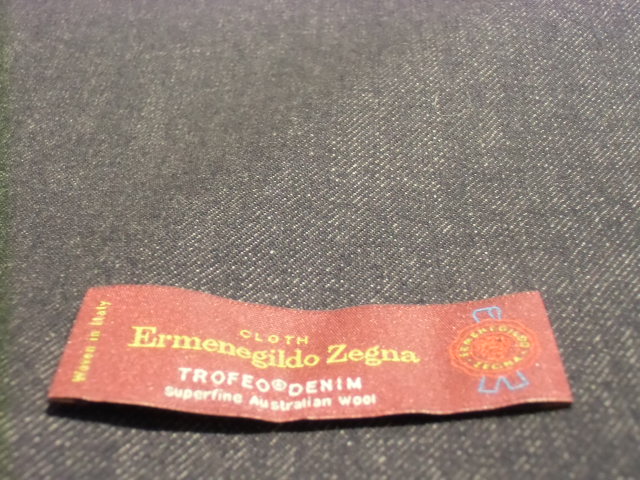 Woven in Italy
CLOTH
Ermenegildo Zegna
TROFEO®DENIM
Superfine Australian Wool
ERMENEGILDO
ZEGNA